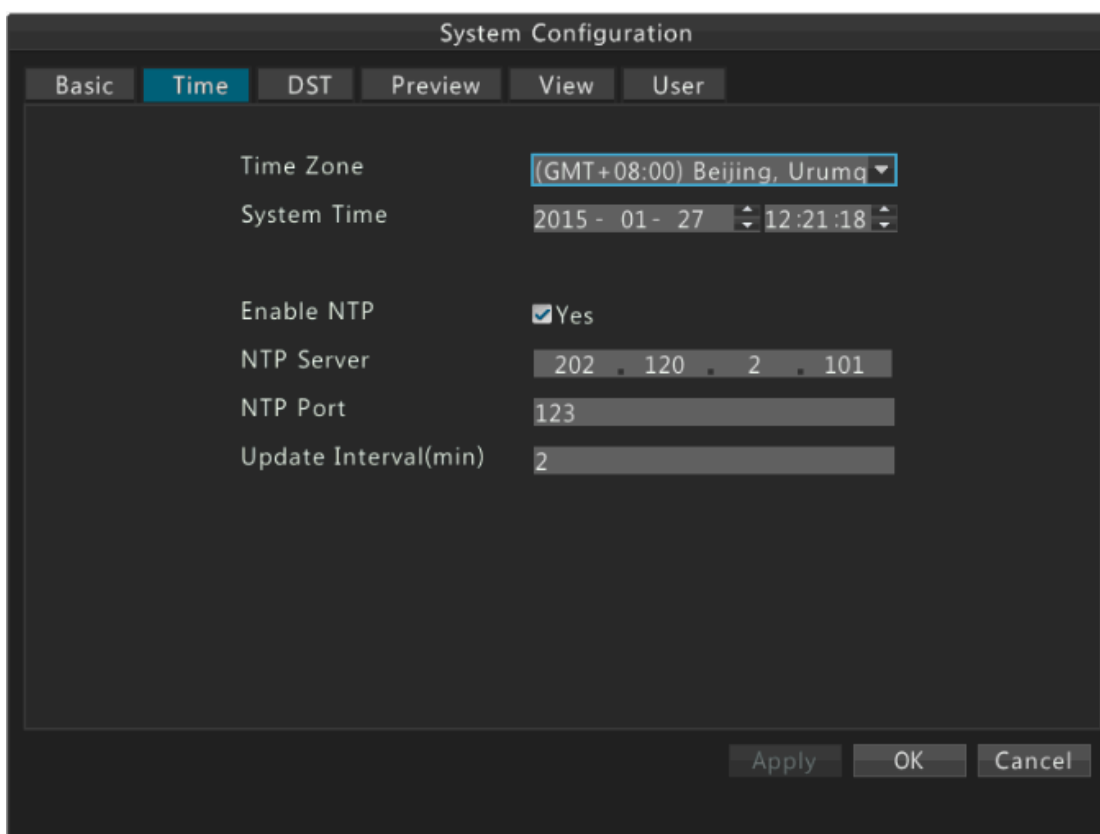 System Configuration
Basic Time DST Preview View User
Time Zone (GMT+08:00) Beijing, Urumq
System Time 2015 - 01 - 27 12:21:18
Enable NTP Yes
NTP Server 202 . 120 . 2 . 101
NTP Port 123
Update Interval(min) 2
Apply OK Cancel